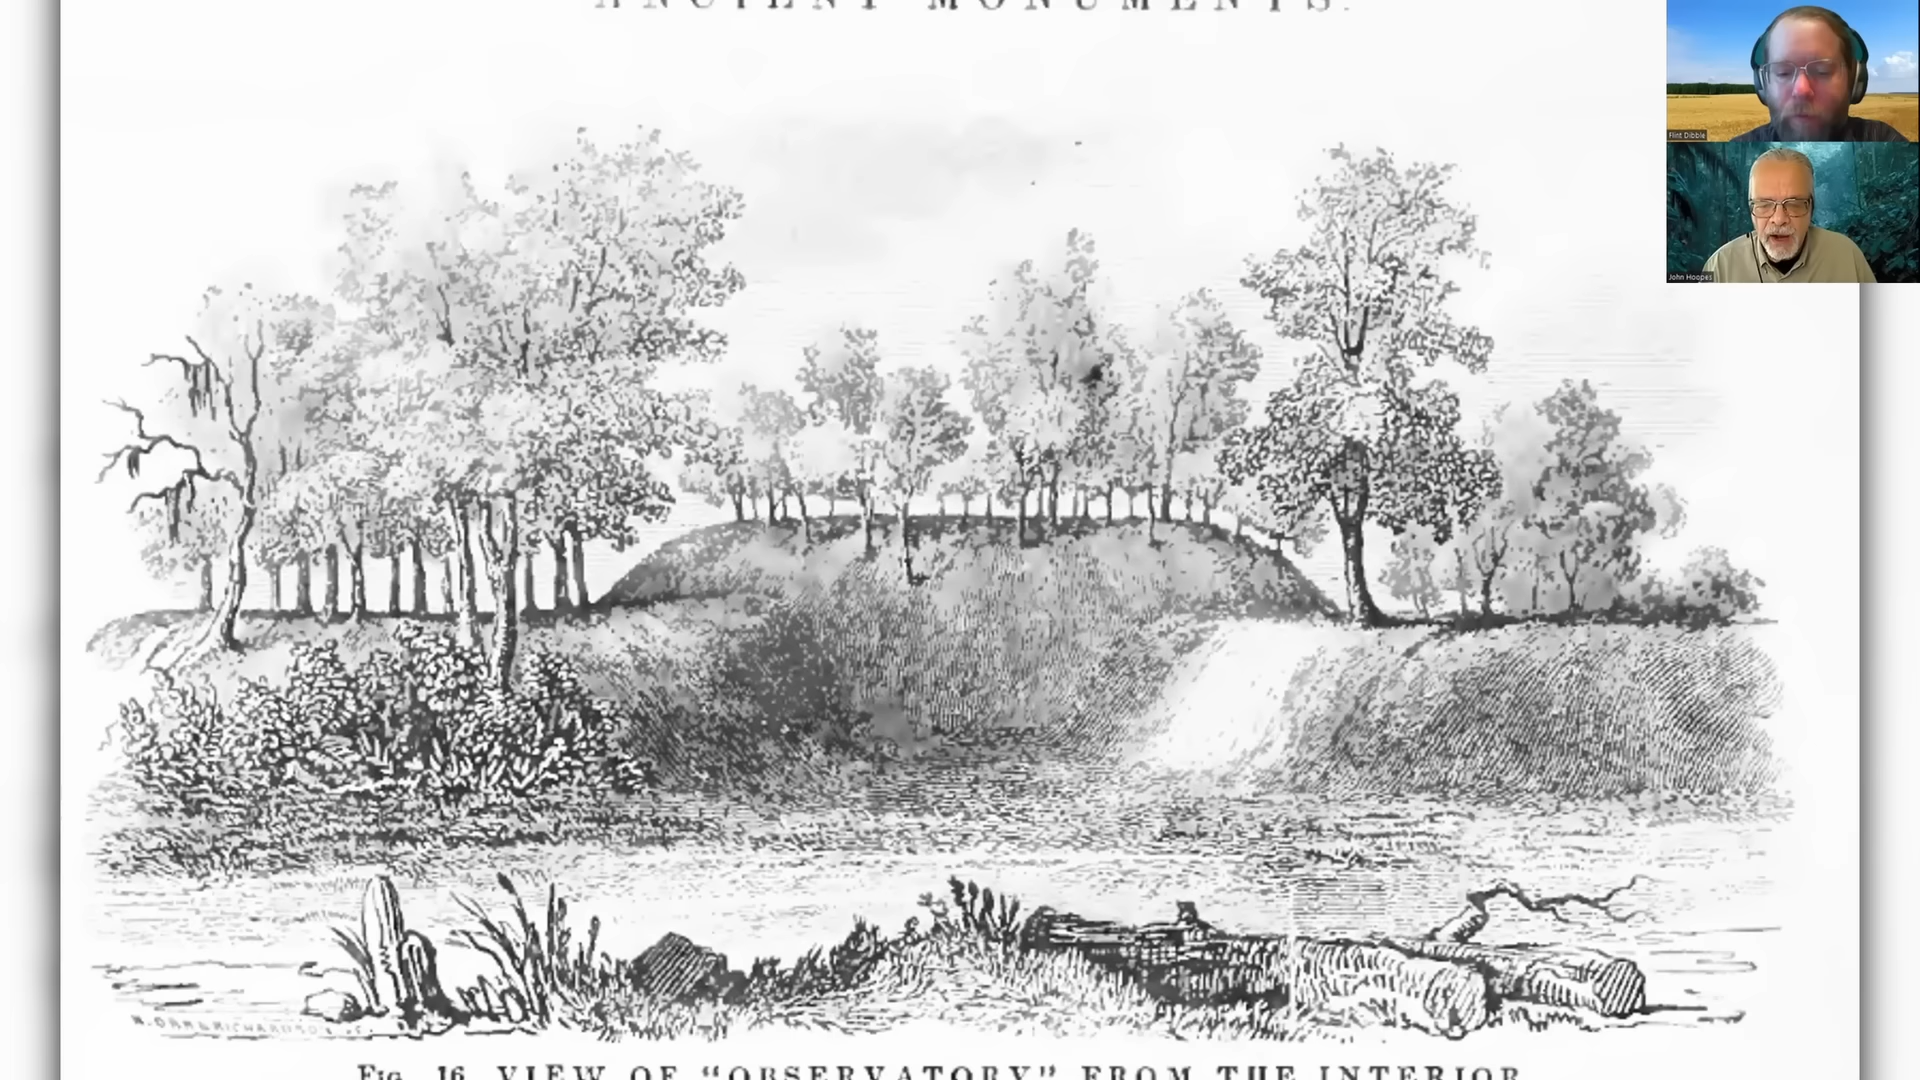 ANCIENT MONUMENTS.
Flint Dibble
John Hoopes
Fig. 16. VIEW OF "OBSERVATORY" FROM THE INTERIOR